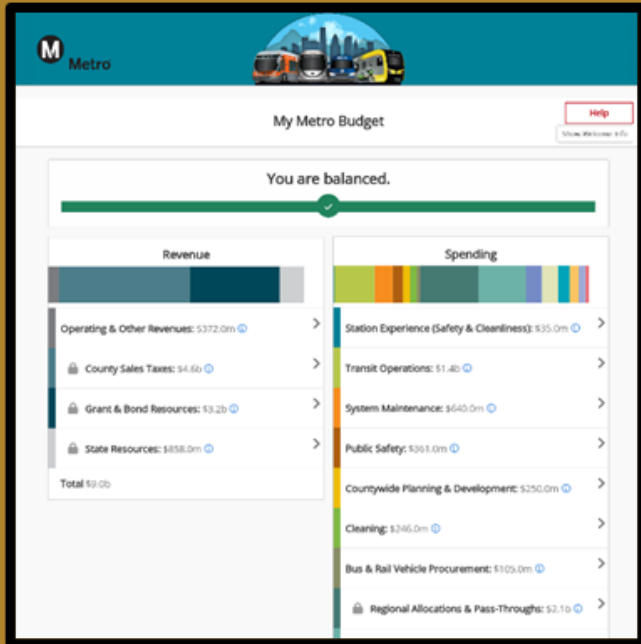 M
Metro
My Metro Budget
Help
Show Welcome Info
You are balanced.
Revenue
Operating & Other Revenues: $372.0m
County Sales Taxes: $4.6b
Grant & Bond Resources: $3.2b
State Resources: $858.0m
Total $9.0b
Spending
Station Experience (Safety & Cleanliness): $35.0m
Transit Operations: $1.4b
System Maintenance: $640.0m
Public Safety: $361.0m
Countywide Planning & Development: $250.0m
Cleaning: $246.0m
Bus & Rail Vehicle Procurement: $105.0m
Regional Allocations & Pass-Throughs: $2.1b